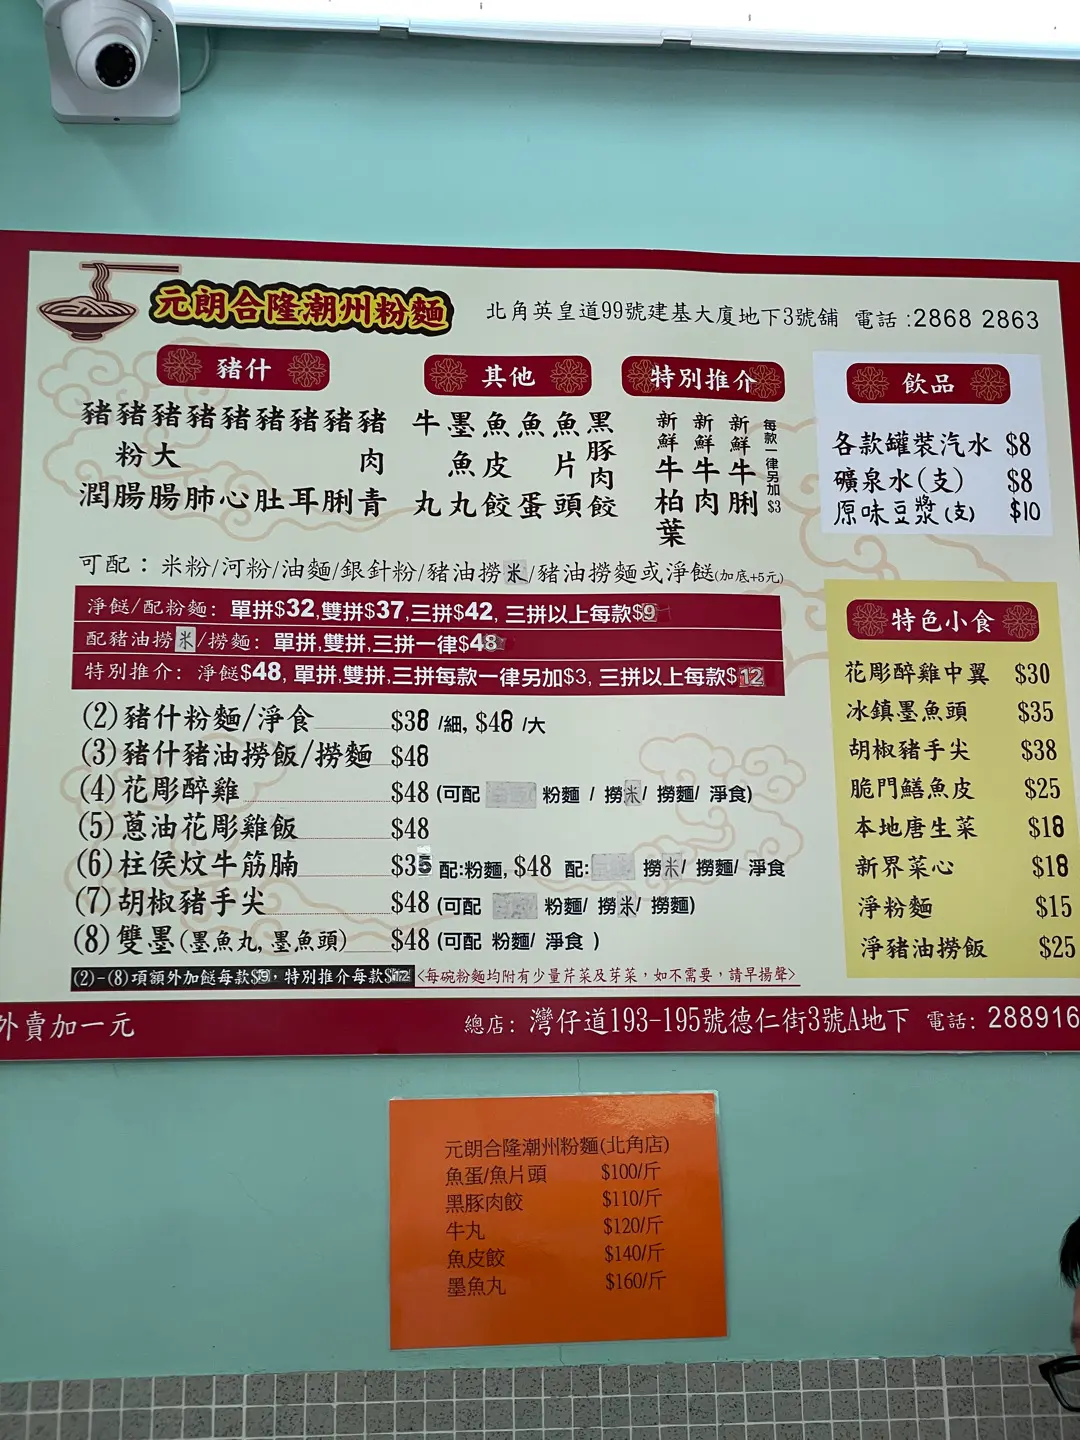 元朗合隆潮州粉麵
北角英皇道99號建基大廈地下3號舖 電話:2868 2863
豬什
豬潤
豬粉腸
豬大腸
豬肺
豬心
豬肚
豬耳
豬脷
豬肉青
其他
牛丸
墨魚丸
魚皮餃
魚蛋
魚片頭
黑豚肉餃
特別推介
新鮮牛柏葉
新鮮牛肉
新鮮牛脷
每款一律另加$3
飲品
各款罐裝汽水 $8
礦泉水(支) $8
原味豆漿(支) $10
可配：米粉/河粉/油麵/銀針粉/豬油撈米/豬油撈麵或淨餸(加底+5元)
淨餸/配粉麵: 單拼$32,雙拼$37,三拼$42, 三拼以上每款$9
配豬油撈米/撈麵: 單拼,雙拼,三拼一律$48
特別推介: 淨餸$48, 單拼,雙拼,三拼每款一律另加$3, 三拼以上每款$12
(2)豬什粉麵/淨食 $38 /細, $48 /大
(3)豬什豬油撈飯/撈麵 $48
(4)花彫醉雞 $48 (可配 粉麵 / 撈米/ 撈麵/ 淨食)
(5)蔥油花彫雞飯 $48
(6)柱侯炆牛筋腩 $35 配:粉麵, $48 配: 撈米/ 撈麵/ 淨食
(7)胡椒豬手尖 $48 (可配 粉麵/ 撈米/ 撈麵)
(8)雙墨(墨魚丸, 墨魚頭) $48 (可配 粉麵/ 淨食 )
(2)-(8)項額外加餸每款$9，特別推介每款$12
<每碗粉麵均附有少量芹菜及芽菜，如不需要，請早揚聲>
特色小食
花彫醉雞中翼 $30
冰鎮墨魚頭 $35
胡椒豬手尖 $38
脆門鱔魚皮 $25
本地唐生菜 $18
新界菜心 $18
淨粉麵 $15
淨豬油撈飯 $25
外賣加一元
總店: 灣仔道193-195號德仁街3號A地下 電話: 288916
元朗合隆潮州粉麵(北角店)
魚蛋/魚片頭 $100/斤
黑豚肉餃 $110/斤
牛丸 $120/斤
魚皮餃 $140/斤
墨魚丸 $160/斤